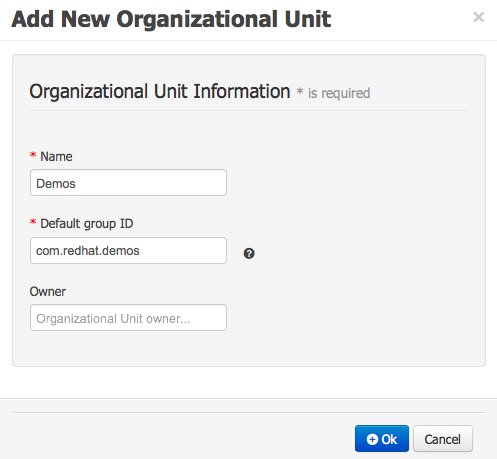 Add New Organizational Unit ×
Organizational Unit Information * is required
* Name
Demos
* Default group ID
com.redhat.demos ?
Owner
Organizational Unit owner...
Ok Cancel